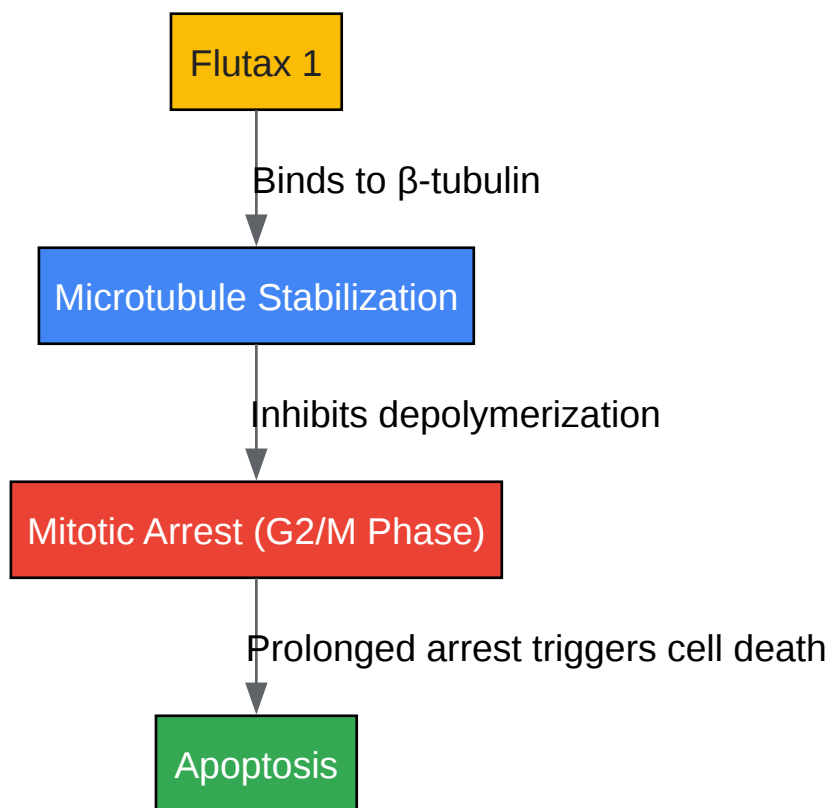 Flutax 1
Binds to β-tubulin
Microtubule Stabilization
Inhibits depolymerization
Mitotic Arrest (G2/M Phase)
Prolonged arrest triggers cell death
Apoptosis